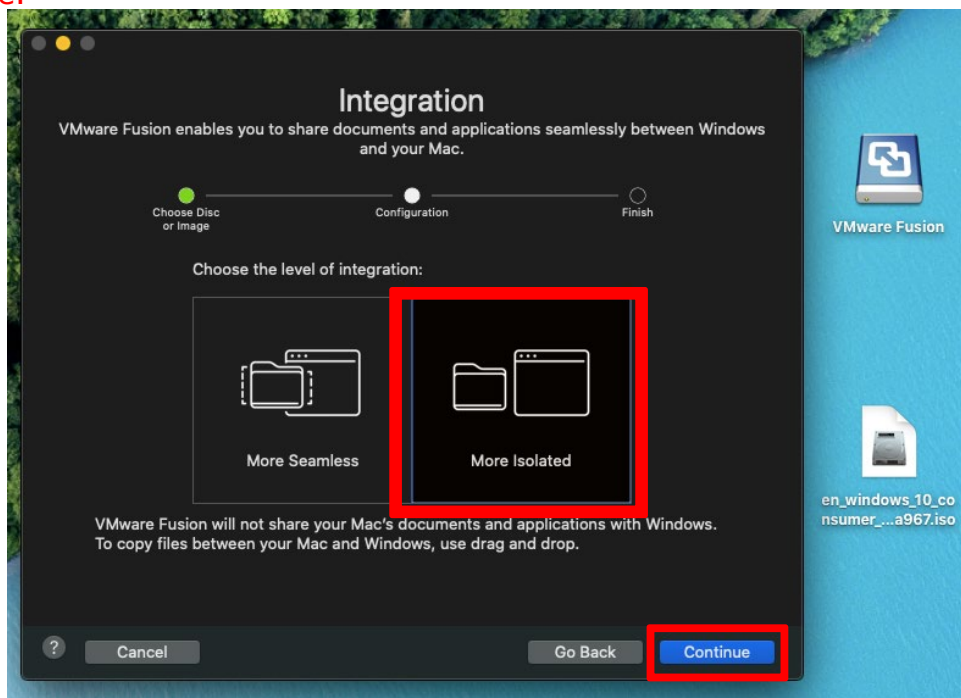 Integration
VMware Fusion enables you to share documents and applications seamlessly between Windows
and your Mac.
Choose Disc
or Image
Configuration
Finish
Choose the level of integration:
More Seamless
More Isolated
VMware Fusion will not share your Mac's documents and applications with Windows.
To copy files between your Mac and Windows, use drag and drop.
?
Cancel
Go Back
Continue
VMware Fusion
en_windows_10_co
nsumer_...a967.iso